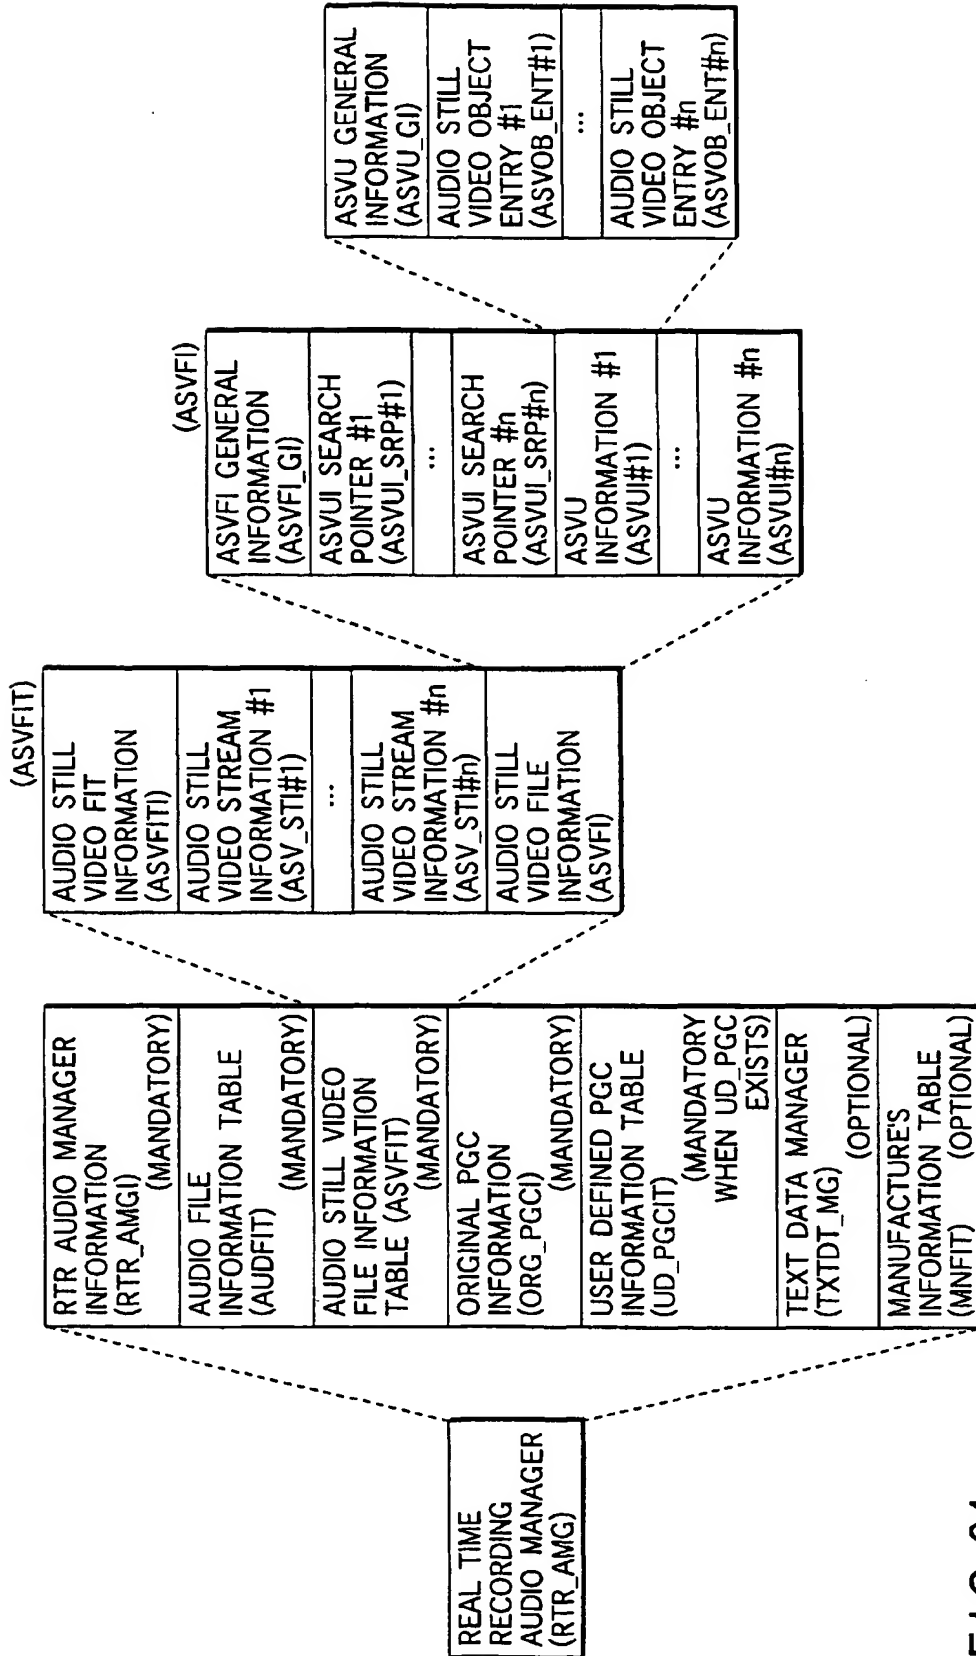 REAL TIME
RECORDING
AUDIO MANAGER
(RTR_AMG)
RTR AUDIO MANAGER
INFORMATION
(RTR_AMGI)
(MANDATORY)
AUDIO FILE
INFORMATION TABLE
(AUDFIT)
(MANDATORY)
AUDIO STILL VIDEO
FILE INFORMATION
TABLE (ASVFIT)
(MANDATORY)
ORIGINAL PGC
INFORMATION
(ORG_PGCI)
(MANDATORY)
USER DEFINED PGC
INFORMATION TABLE
(UD_PGCIT)
(MANDATORY
WHEN UD_PGC
EXISTS)
TEXT DATA MANAGER
(TXTDT_MG)
(OPTIONAL)
MANUFACTURE'S
INFORMATION TABLE
(MNFIT) (OPTIONAL)
(ASVFIT)
AUDIO STILL
VIDEO FIT
INFORMATION
(ASVFITI)
AUDIO STILL
VIDEO STREAM
INFORMATION #1
(ASV_STI#1)
...
AUDIO STILL
VIDEO STREAM
INFORMATION #n
(ASV_STI#n)
AUDIO STILL
VIDEO FILE
INFORMATION
(ASVFI)
(ASVFI)
ASVFI GENERAL
INFORMATION
(ASVFI_GI)
ASVUI SEARCH
POINTER #1
(ASVUI_SRP#1)
...
ASVUI SEARCH
POINTER #n
(ASVUI_SRP#n)
ASVU
INFORMATION #1
(ASVUI#1)
...
ASVU
INFORMATION #n
(ASVUI#n)
ASVU GENERAL
INFORMATION
(ASVU_GI)
AUDIO STILL
VIDEO OBJECT
ENTRY #1
(ASVOB_ENT#1)
...
AUDIO STILL
VIDEO OBJECT
ENTRY #n
(ASVOB_ENT#n)